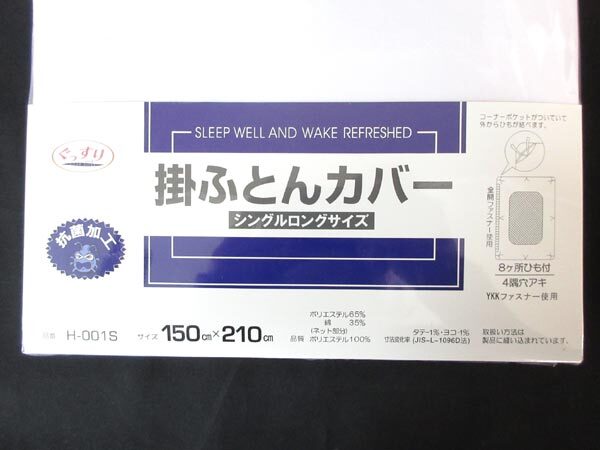 コーナーポケットがついていて
外からひもが結べます。
SLEEP WELL AND WAKE REFRESHED
ぐっすり
掛ふとんカバー
シングルロングサイズ
抗菌加工
全開ファスナー使用
8ヶ所ひも付
4隅穴アキ
YKKファスナー使用
品番 H-001S サイズ 150cm×210cm
ポリエステル65%
綿 35%
(ネット部分)
品質 ポリエステル100%
タテー1%・ヨコ-1%
寸法変化率 (JIS-L-1096D法)
取扱い方法は
製品に縫い込まれています。